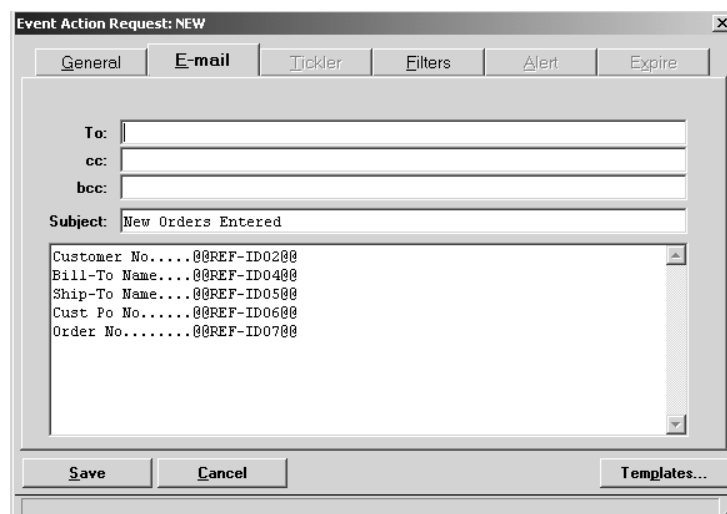 Event Action Request: NEW
General E-mail Tickler Filters Alert Expire
To:
cc:
bcc:
Subject: New Orders Entered
Customer No.....@@REF-ID02@@
Bill-To Name....@@REF-ID04@@
Ship-To Name....@@REF-ID05@@
Cust Po No......@@REF-ID06@@
Order No........@@REF-ID07@@
Save Cancel Templates...